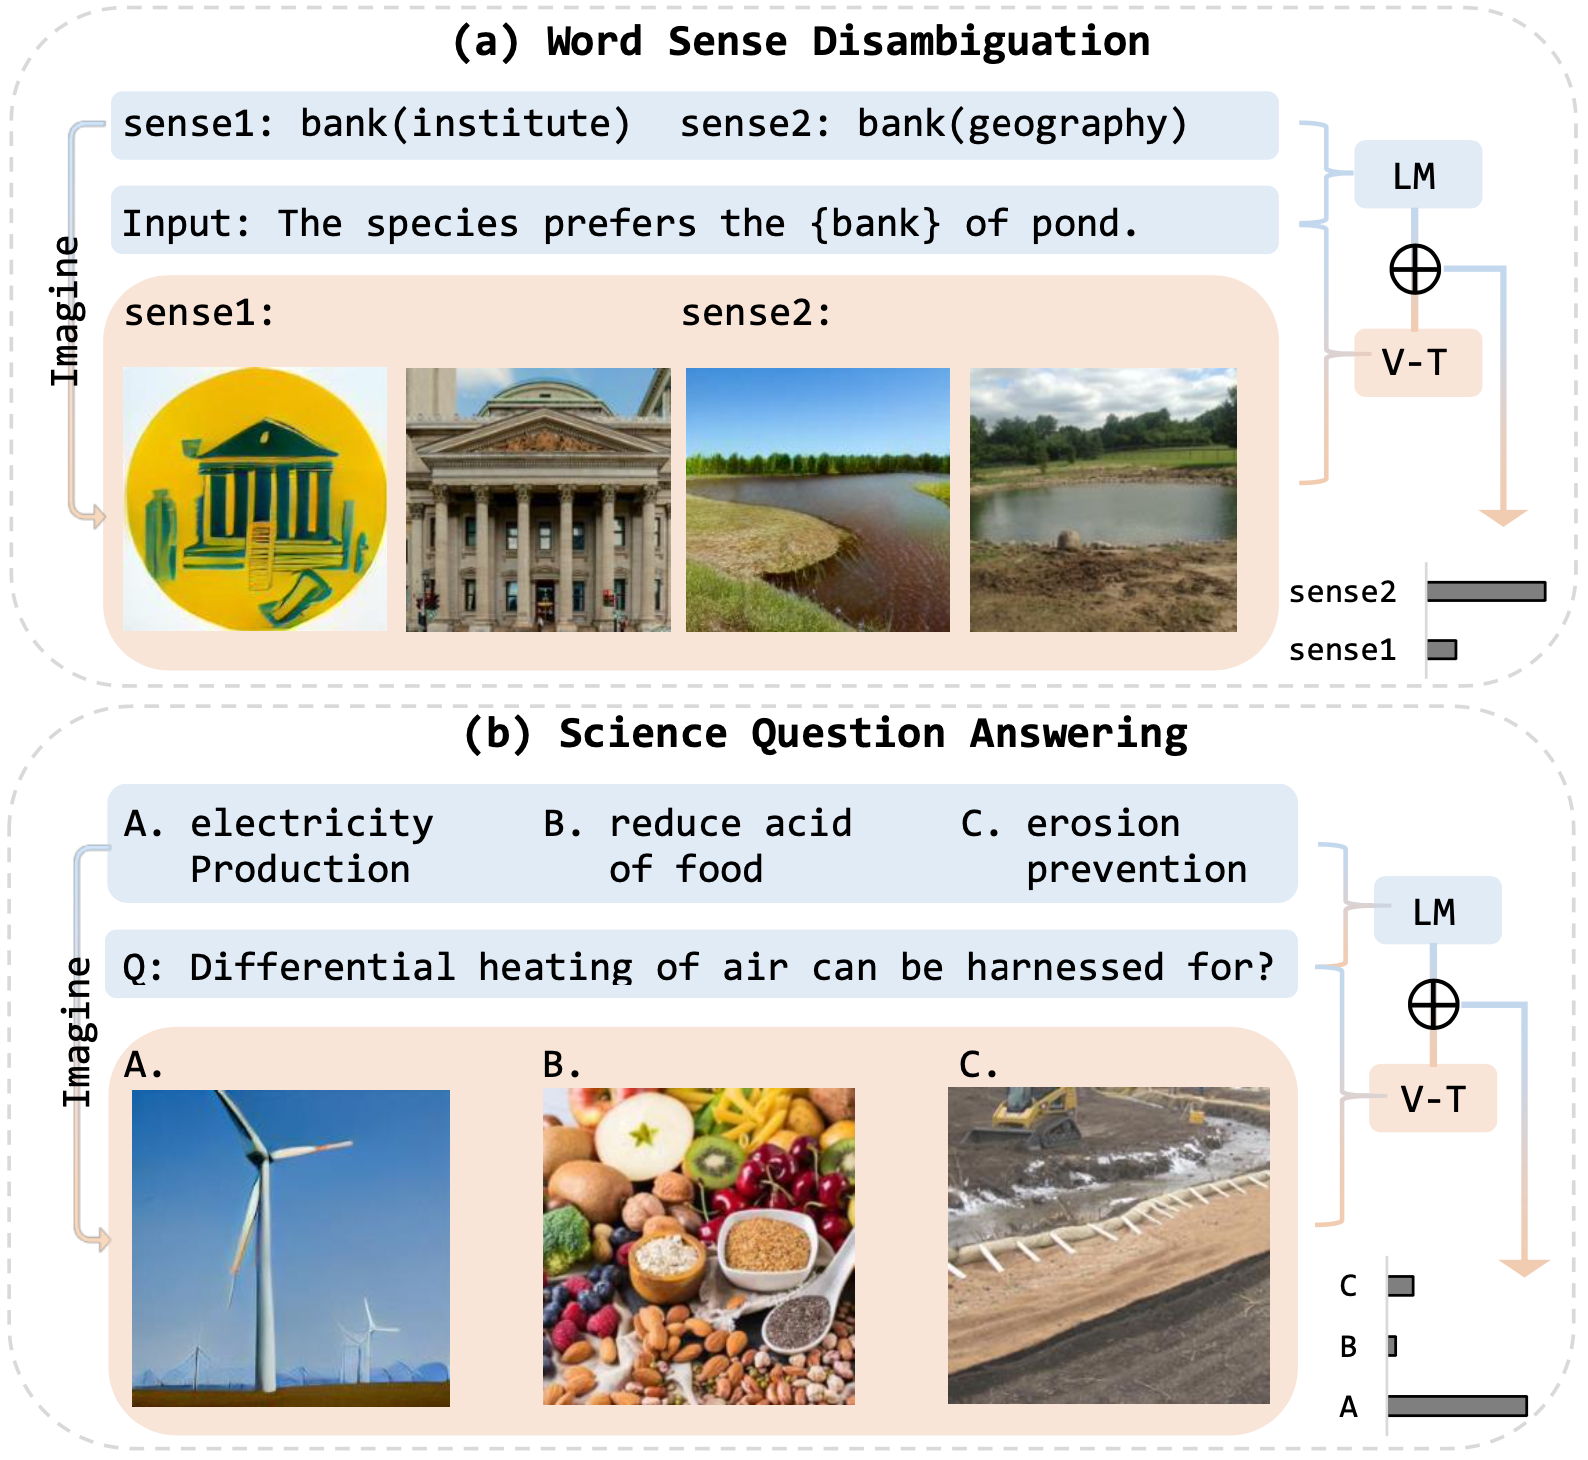 (a) Word Sense Disambiguation
sense1: bank(institute) sense2: bank(geography)
Input: The species prefers the {bank} of pond.
Imagine
sense1: sense2:
LM
V-T
sense2
sense1
(b) Science Question Answering
A. electricity Production
B. reduce acid of food
C. erosion prevention
Q: Differential heating of air can be harnessed for?
Imagine
A. B. C.
LM
V-T
C
B
A